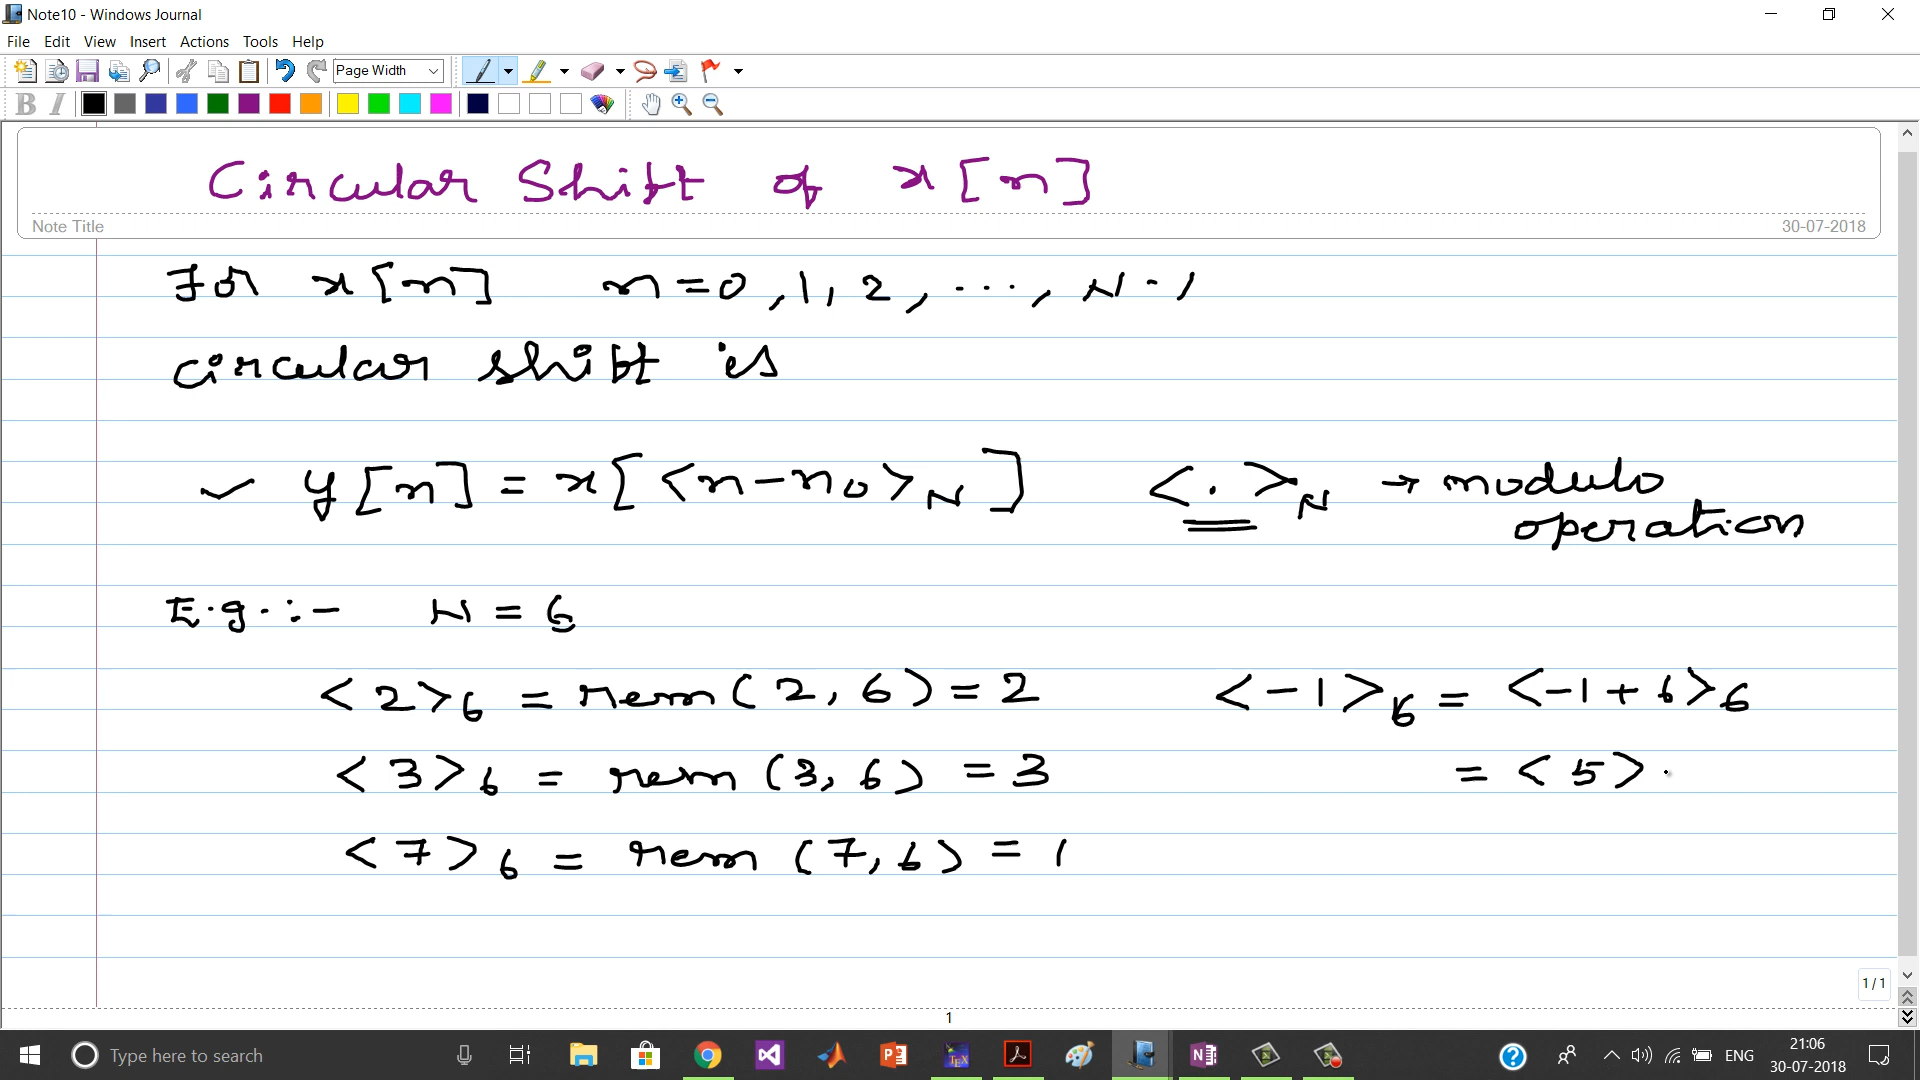 Note10 - Windows Journal
File Edit View Insert Actions Tools Help
Page Width
B I
Circular Shift of x[n]
Note Title 30-07-2018
For x[n] n=0,1,2,...,N-1
circular shift is
y[n] = x[<n-n₀>_N] <.>_N → modulo
operation
E.g.:- N = 6
<2>₆ = rem(2,6) = 2 <-1>₆ = <-1+6>₆
<3>₆ = rem(3,6) = 3 = <5>
<7>₆ = rem(7,6) = 1
1/1
1
Type here to search
ENG
21:06
30-07-2018